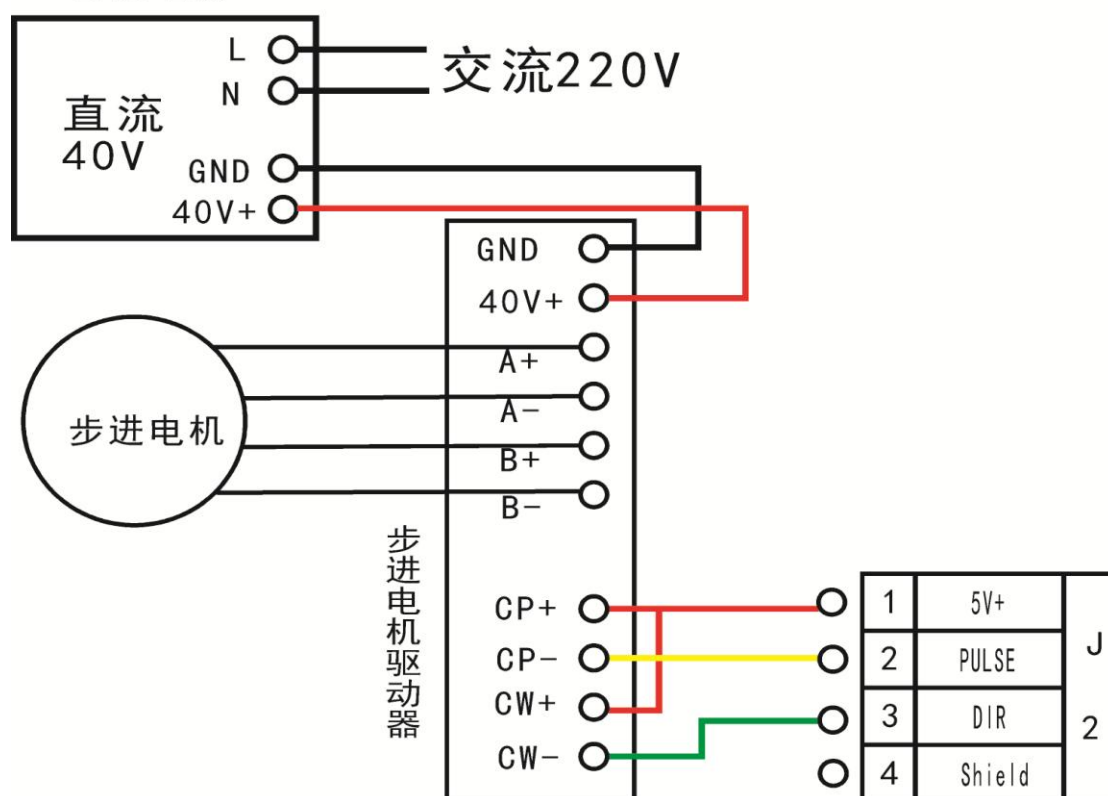 L
N
交流220V
直流
40V
GND
40V+
GND
40V+
A+
A-
B+
B-
步进电机
步进电机驱动器
CP+
CP-
CW+
CW-
1 5V+
2 PULSE
3 DIR
4 Shield
J2